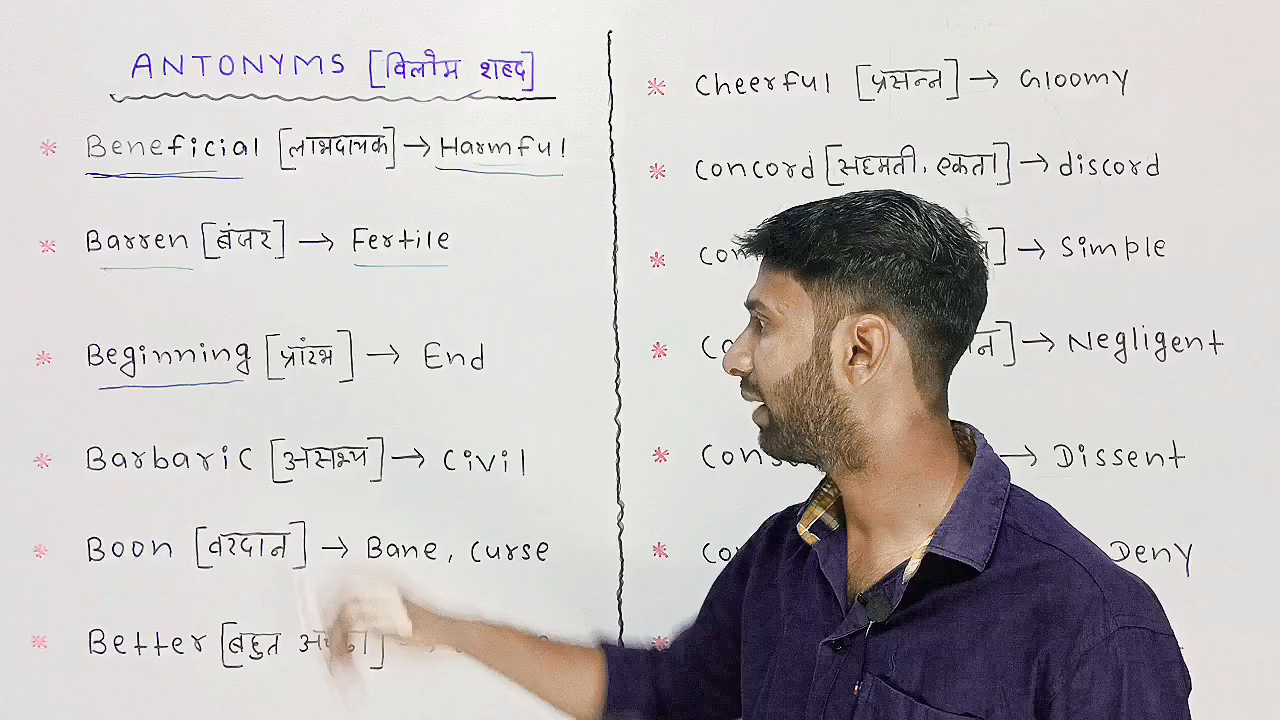 ANTONYMS [विलोम शब्द]
* Beneficial [लाभदायक] → Harmful
* Barren [बंजर] → Fertile
* Beginning [प्रांरभ] → End
* Barbaric [असभ्य] → Civil
* Boon [वरदान] → Bane, Curse
* Better [बहुत
* Cheerful [प्रसन्न] → Gloomy
* Concord [सहमती, एकता] → discord
* ] → Simple
* ] → Negligent
* → Dissent
* Deny